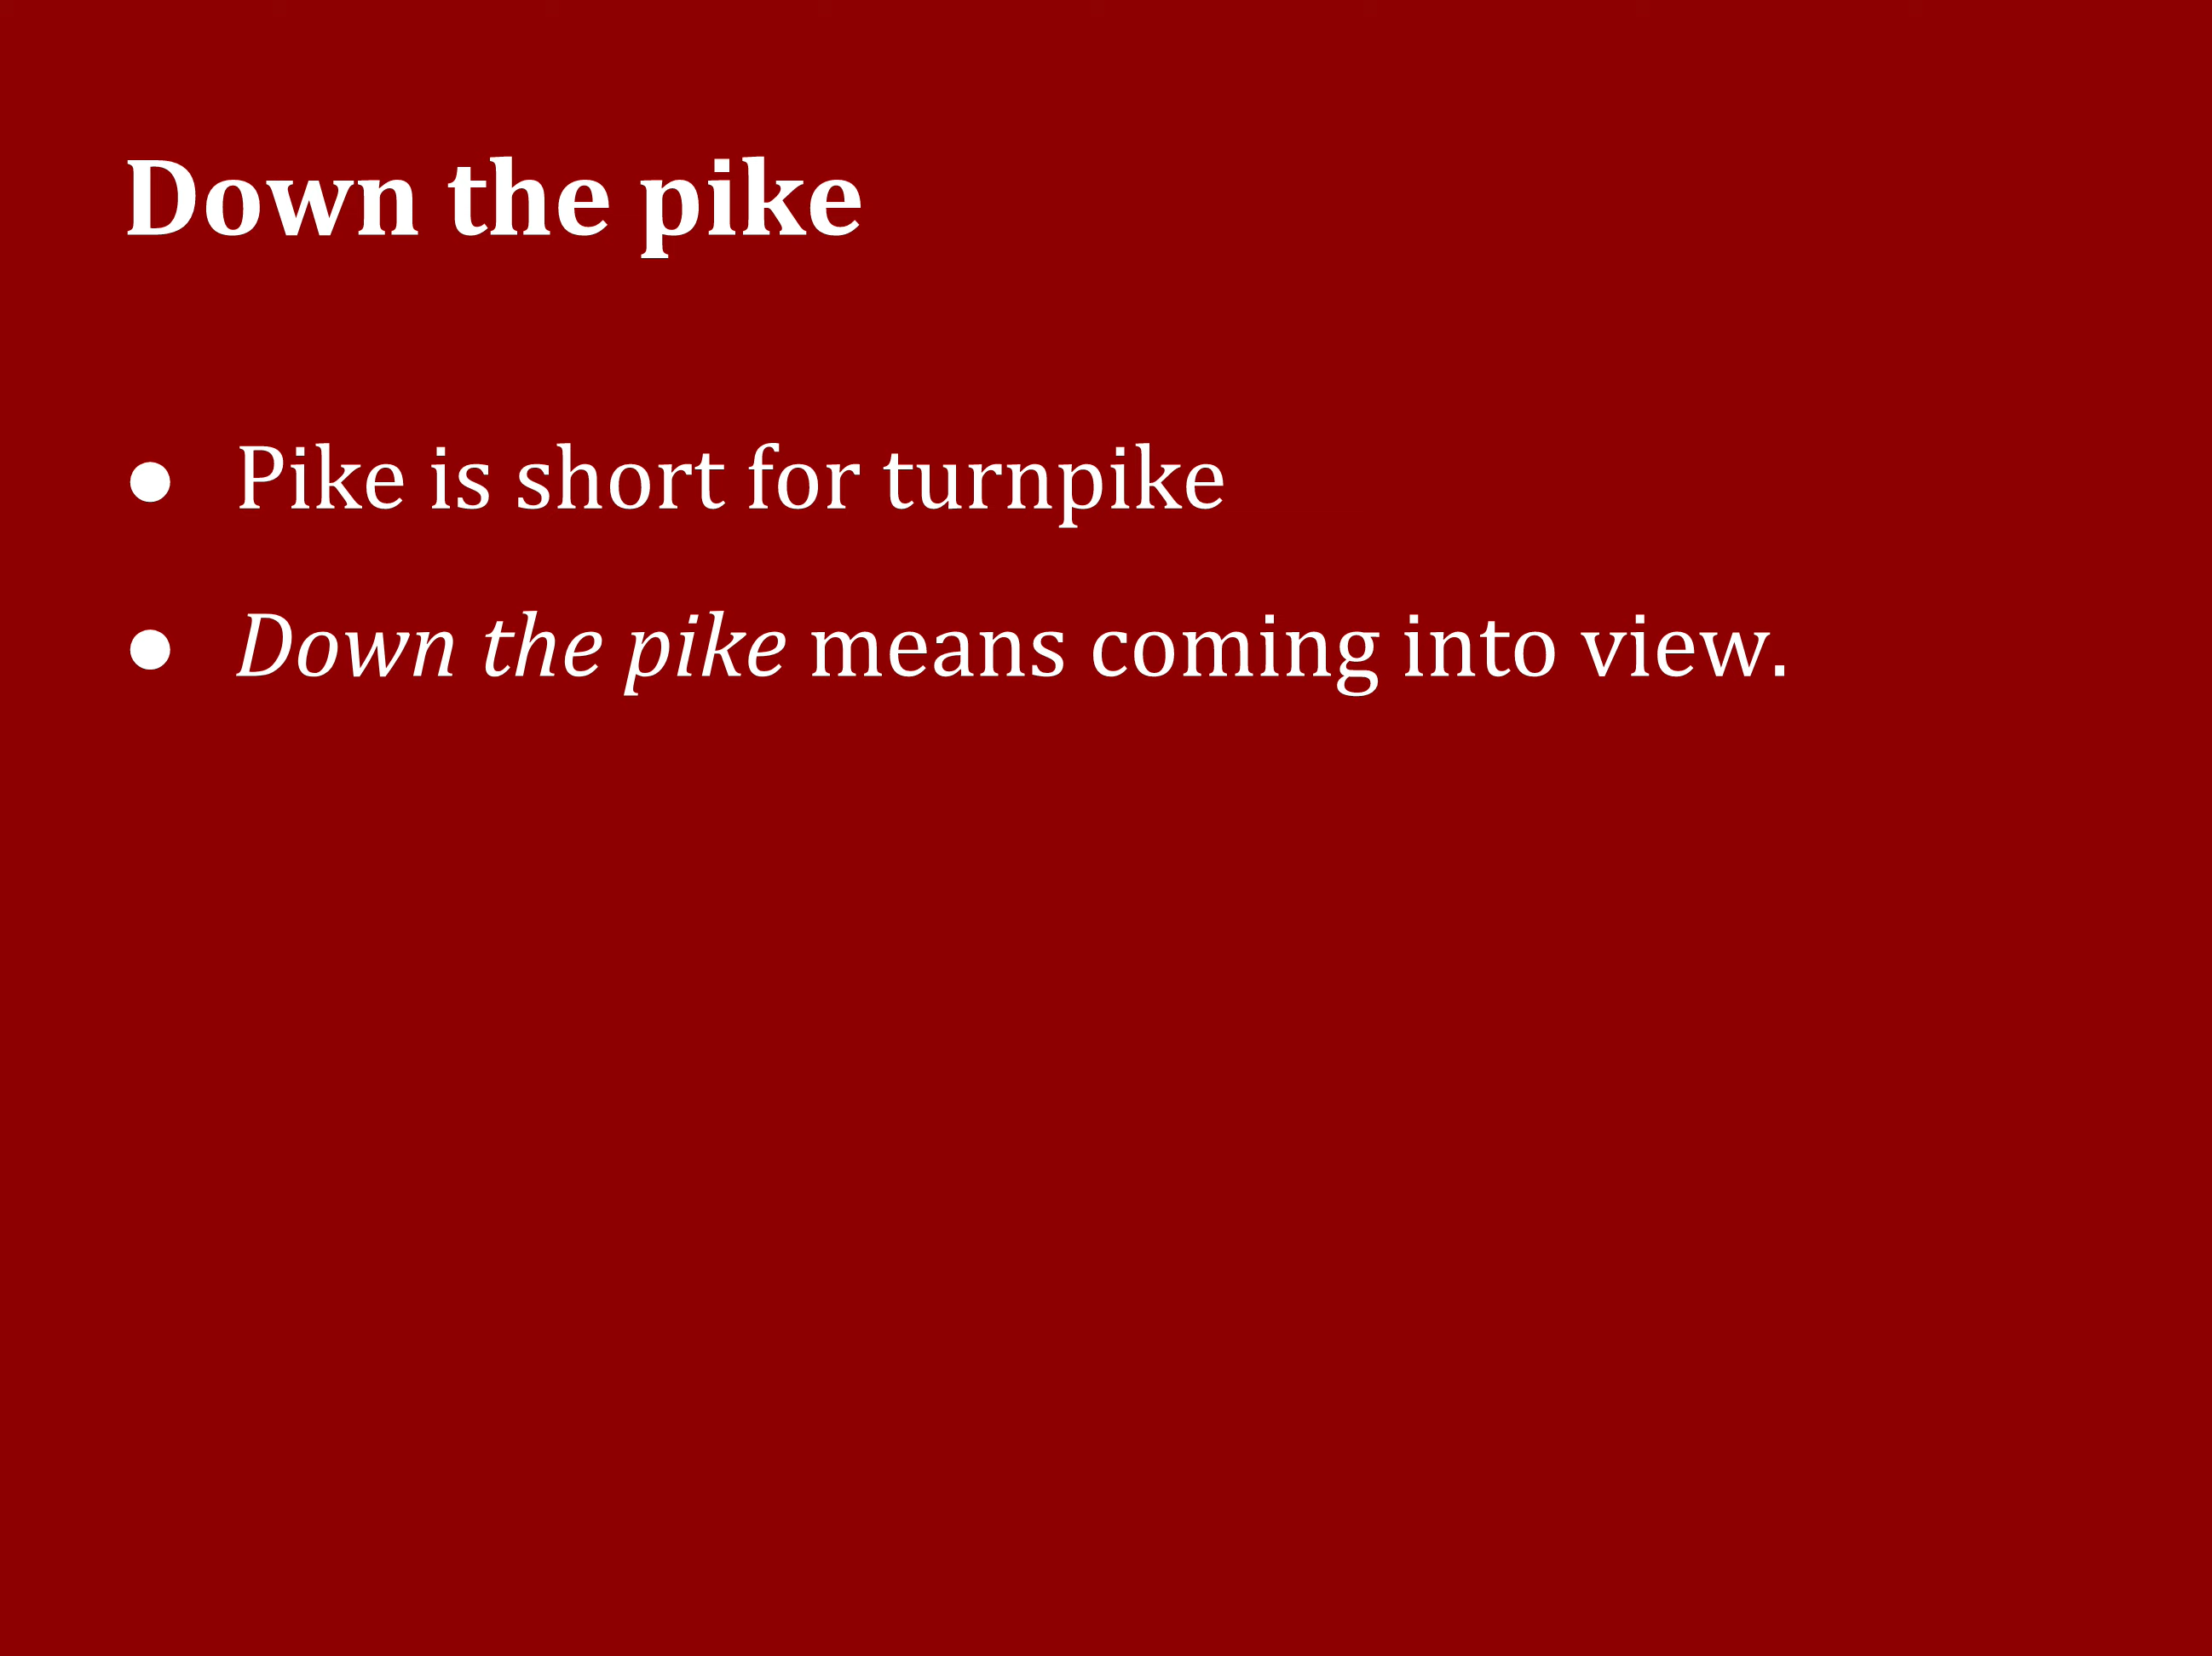 Down the pike
● Pike is short for turnpike
● Down the pike means coming into view.